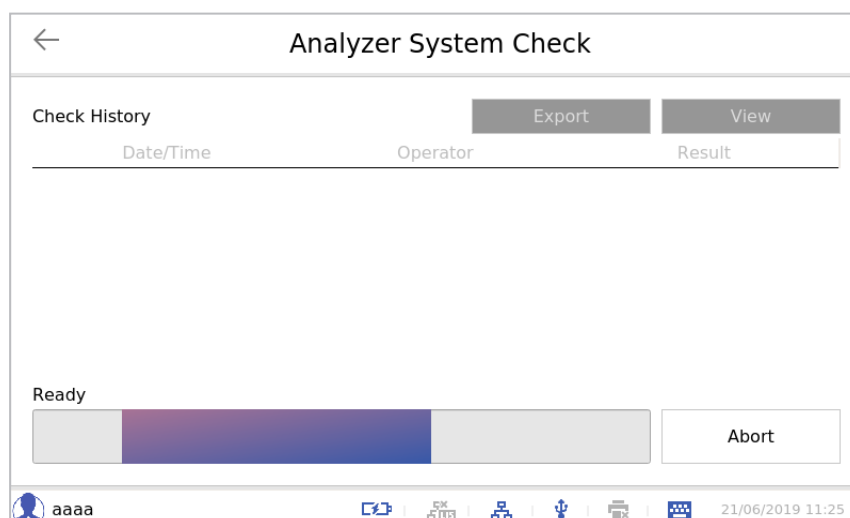 Analyzer System Check
Check History Export View
Date/Time Operator Result
Ready
Abort
aaaa 21/06/2019 11:25